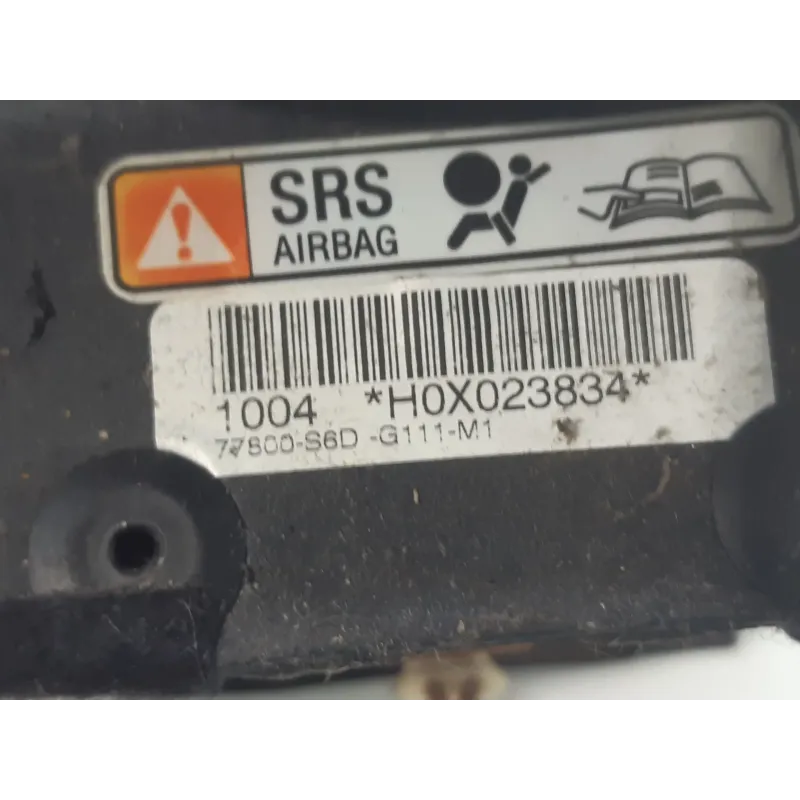 SRS
AIRBAG
1004 *H0X023834*
77800-S6D -G111-M1